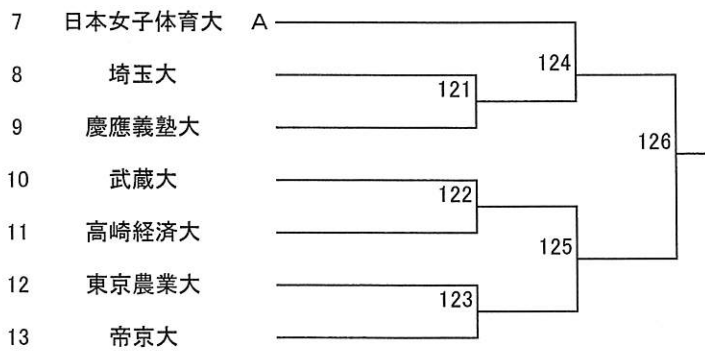 7 日本女子体育大 A
124
8 埼玉大
121
9 慶應義塾大
126
10 武蔵大
122
11 高崎経済大
125
12 東京農業大
123
13 帝京大